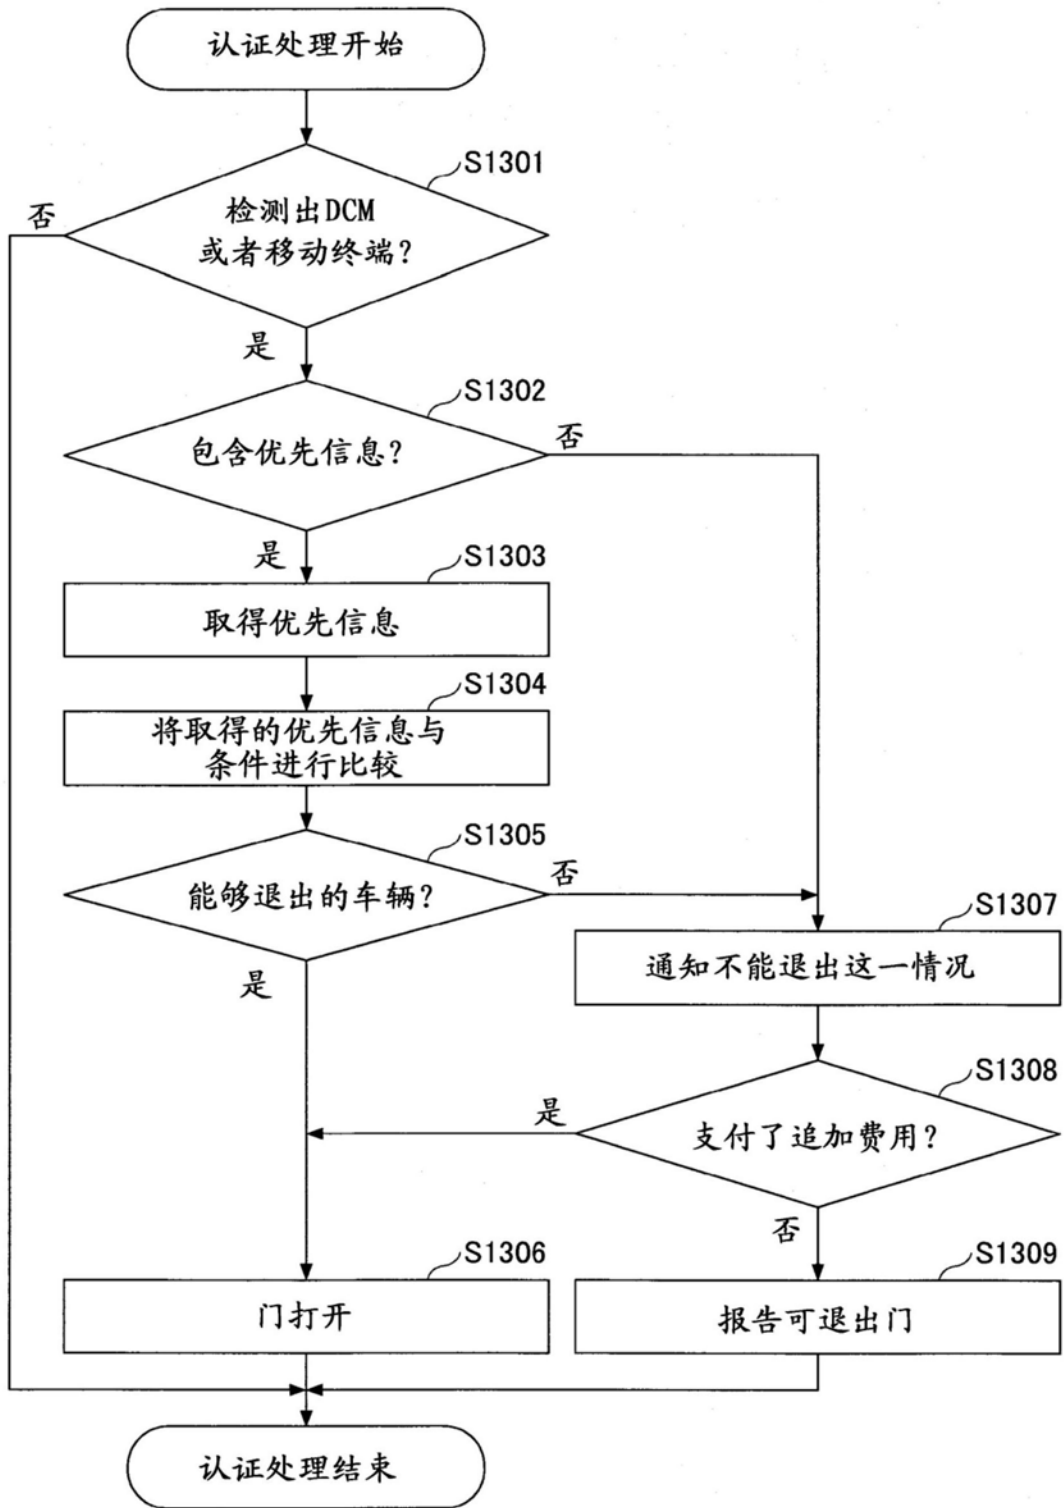 认证处理开始
S1301
否
检测出DCM
或者移动终端?
是
S1302
否
包含优先信息?
是
S1303
取得优先信息
S1304
将取得的优先信息与
条件进行比较
S1305
能够退出的车辆?
否
S1307
通知不能退出这一情况
是
S1308
是
支付了追加费用?
否
S1306
S1309
门打开
报告可退出门
认证处理结束